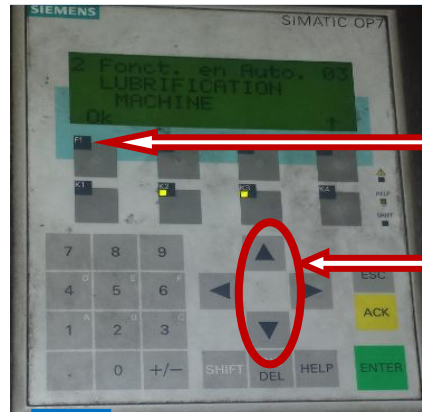 SIEMENS
SIMATIC OP7
2 Fonct. en Auto. 03
LUBRIFICATION
MACHINE
Ok ↑
F1
K1 K2 K3 K4
HELP
SHIFT
7 8 9
4 D 5 E 6 F
ESC
1 A 2 B 3 C
ACK
. 0 +/- SHIFT DEL HELP ENTER